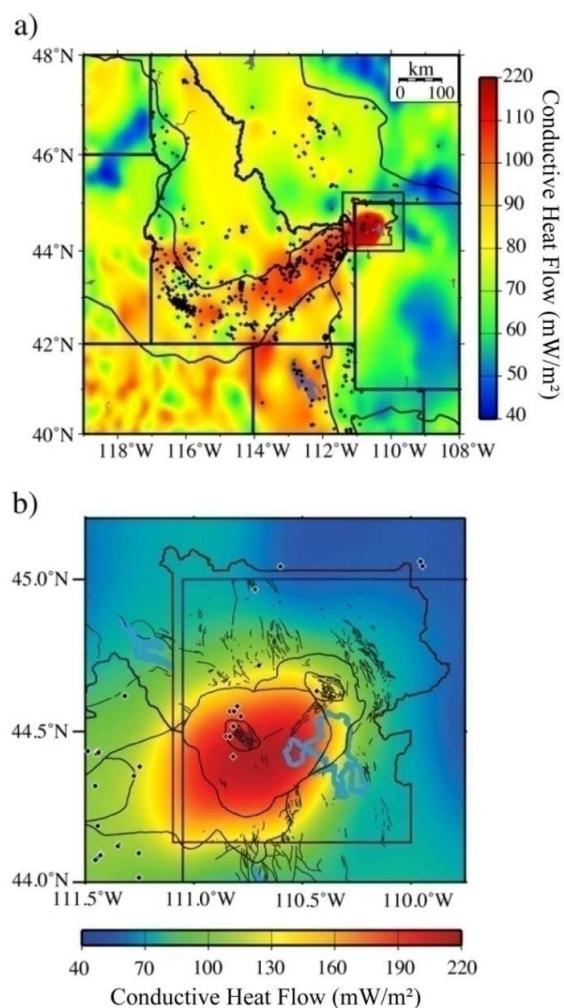 a)
48°N
46°N
44°N
42°N
40°N
118°W 116°W 114°W 112°W 110°W 108°W
km
0 100
220
110
100
90
80
70
60
50
40
Conductive Heat Flow (mW/m²)
b)
45.0°N
44.5°N
44.0°N
111.5°W 111.0°W 110.5°W 110.0°W
40 70 100 130 160 190 220
Conductive Heat Flow (mW/m²)